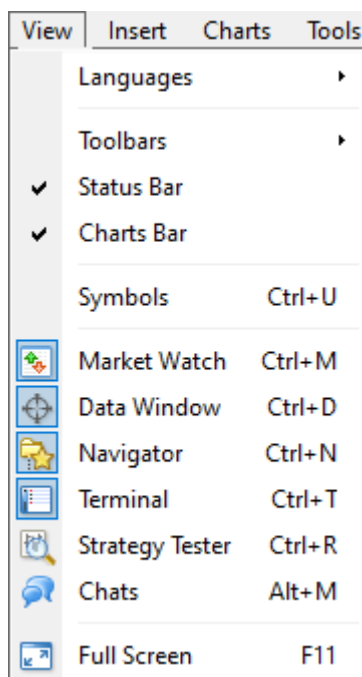 View Insert Charts Tools
Languages
Toolbars
Status Bar
Charts Bar
Symbols Ctrl+U
Market Watch Ctrl+M
Data Window Ctrl+D
Navigator Ctrl+N
Terminal Ctrl+T
Strategy Tester Ctrl+R
Chats Alt+M
Full Screen F11